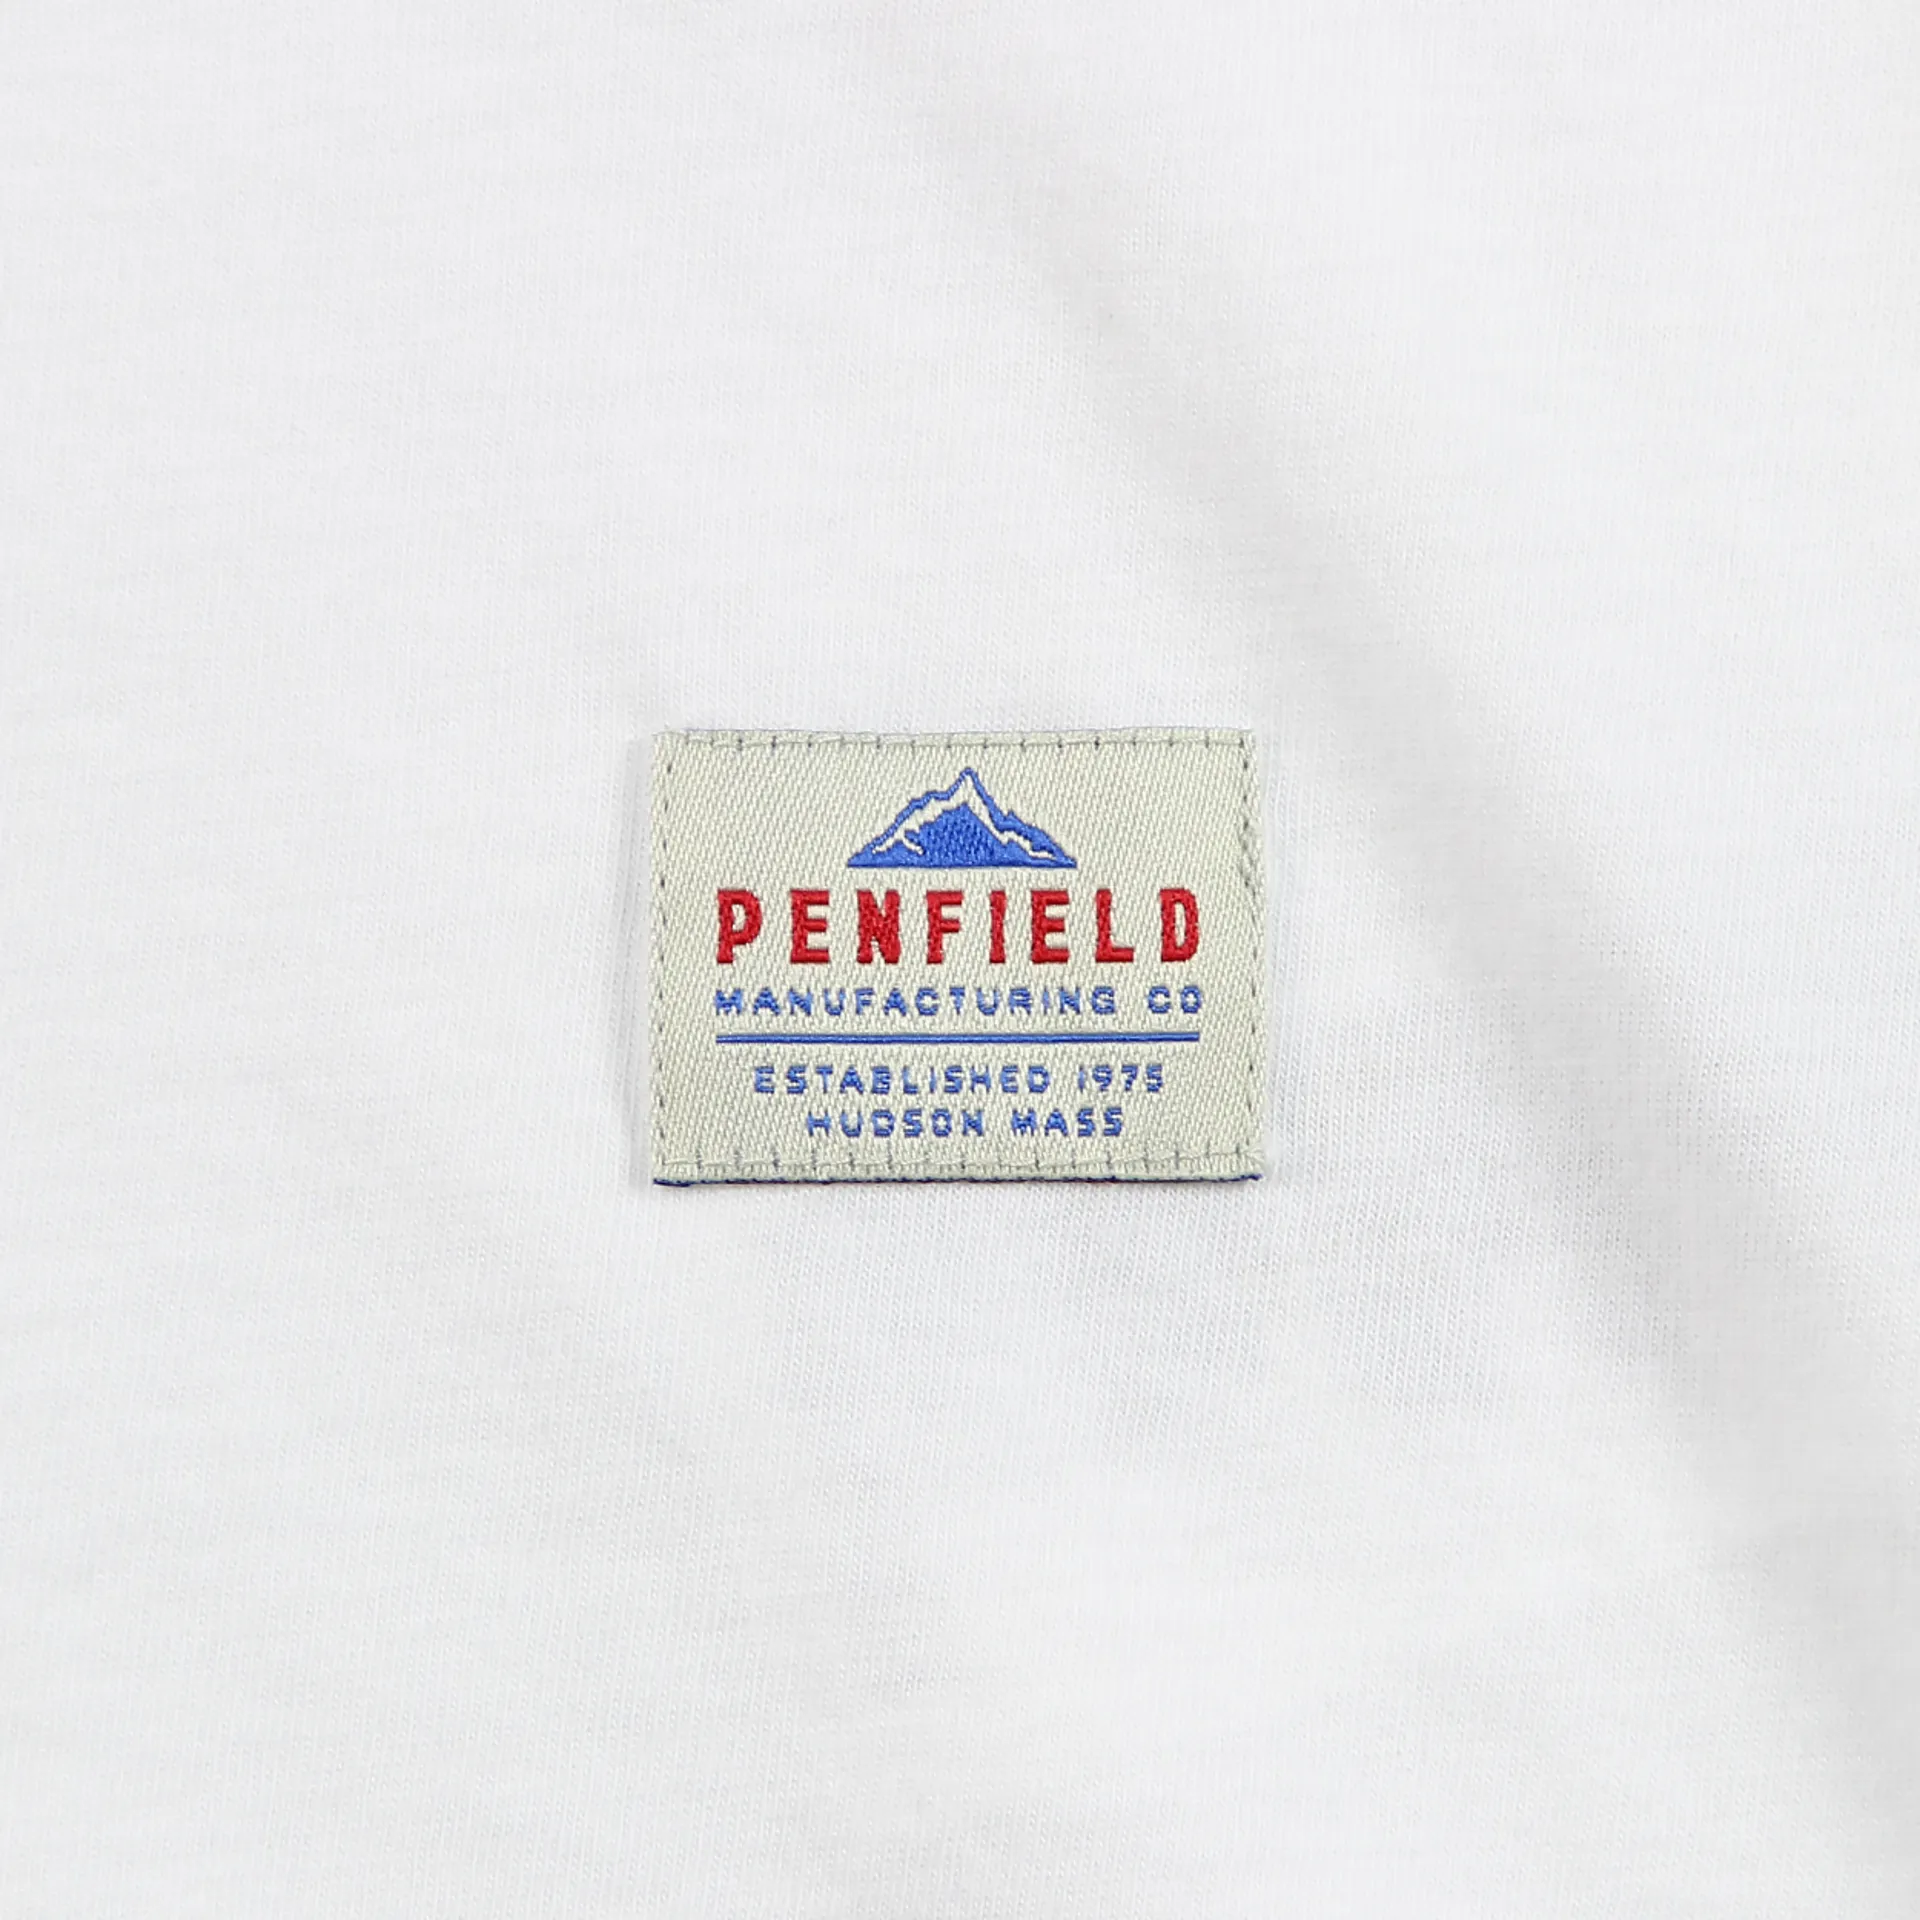 PENFIELD
MANUFACTURING CO
ESTABLISHED 1975
HUDSON MASS